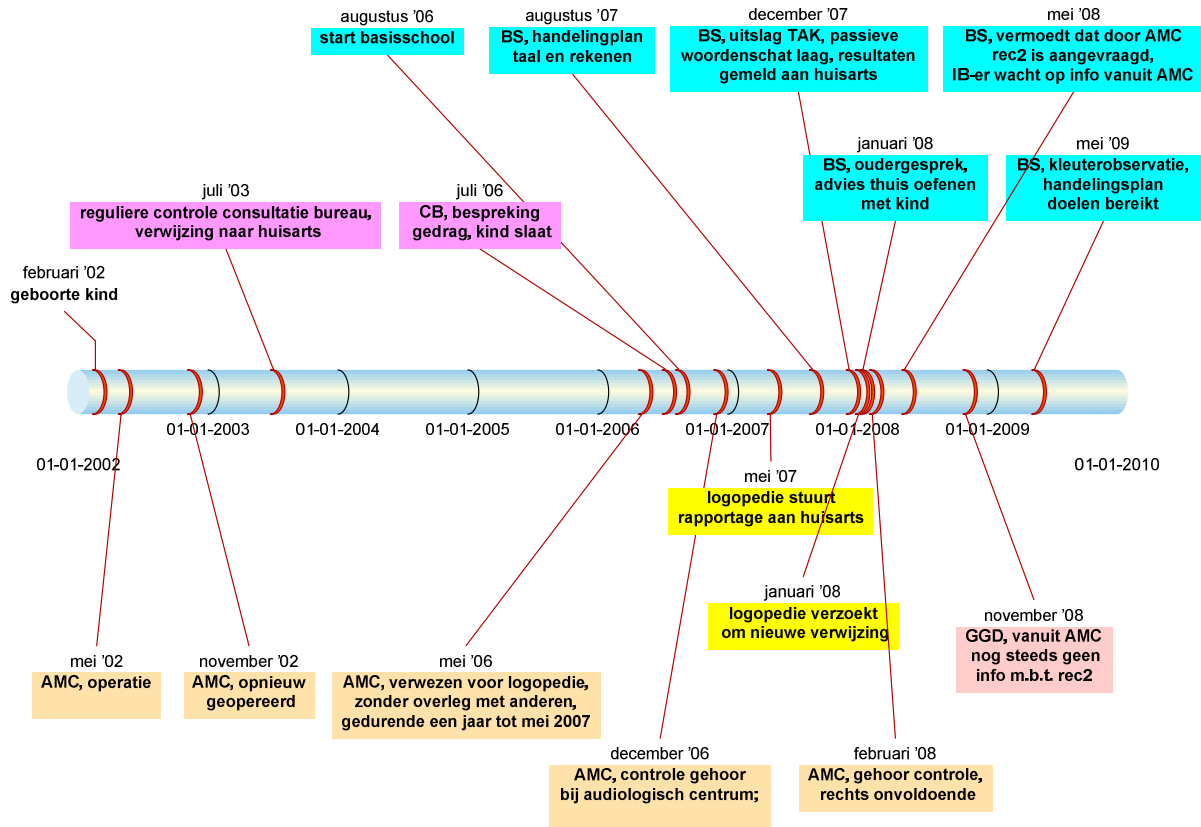 augustus ’06
start basisschool
augustus ’07
BS, handelingplan
taal en rekenen
december ’07
BS, uitslag TAK, passieve
woordenschat laag, resultaten
gemeld aan huisarts
mei ’08
BS, vermoedt dat door AMC
rec2 is aangevraagd,
IB-er wacht op info vanuit AMC
januari ’08
BS, oudergesprek,
advies thuis oefenen
met kind
mei ’09
BS, kleuterobservatie,
handelingsplan
doelen bereikt
juli ’03
reguliere controle consultatie bureau,
verwijzing naar huisarts
juli ’06
CB, bespreking
gedrag, kind slaat
februari ’02
geboorte kind
01-01-2003
01-01-2004
01-01-2005
01-01-2006
01-01-2007
01-01-2008
01-01-2009
01-01-2002
01-01-2010
mei ’07
logopedie stuurt
rapportage aan huisarts
januari ’08
logopedie verzoekt
om nieuwe verwijzing
november ’08
GGD, vanuit AMC
nog steeds geen
info m.b.t. rec2
mei ’02
AMC, operatie
november ’02
AMC, opnieuw
geopereerd
mei ’06
AMC, verwezen voor logopedie,
zonder overleg met anderen,
gedurende een jaar tot mei 2007
december ’06
AMC, controle gehoor
bij audiologisch centrum;
februari ’08
AMC, gehoor controle,
rechts onvoldoende